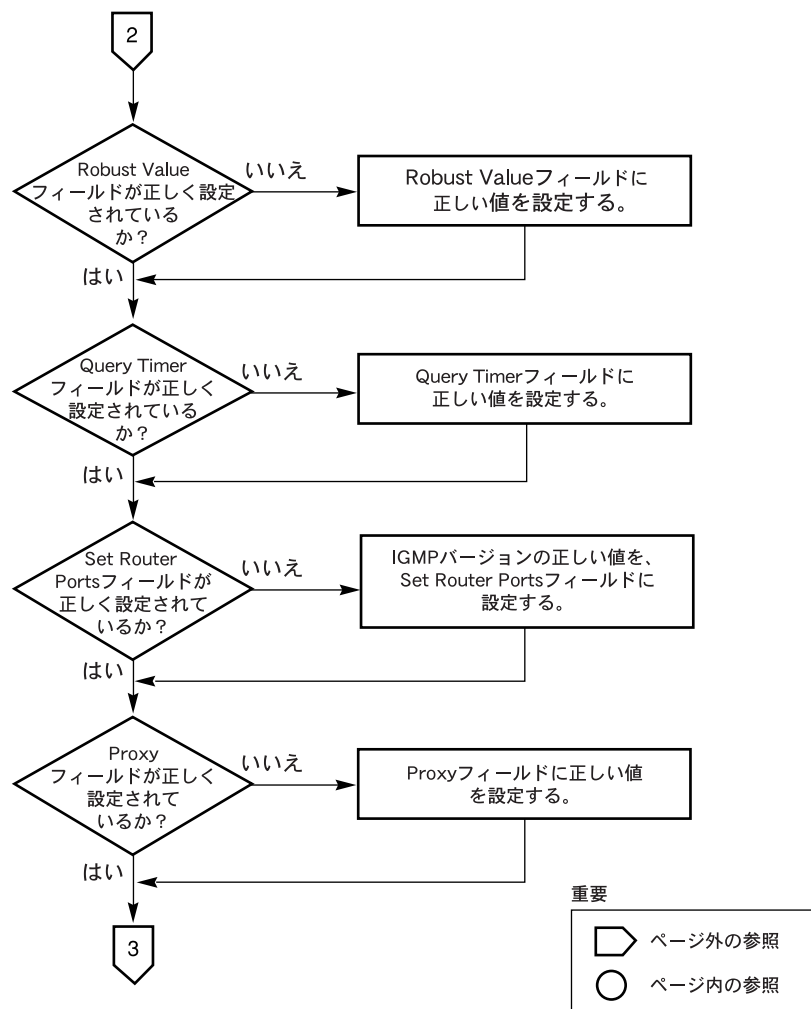 2
Robust Value
フィールドが正しく設定
されている
か？
いいえ
Robust Valueフィールドに
正しい値を設定する。
はい
Query Timer
フィールドが正しく
設定されている
か？
いいえ
Query Timerフィールドに
正しい値を設定する。
はい
Set Router
Portsフィールドが
正しく設定されて
いるか？
いいえ
IGMPバージョンの正しい値を、
Set Router Portsフィールドに
設定する。
はい
Proxy
フィールドが正しく
設定されて
いるか？
いいえ
Proxyフィールドに正しい値
を設定する。
はい
3
重要
ページ外の参照
ページ内の参照